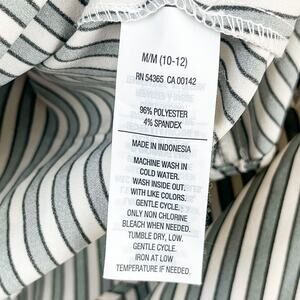 M/M (10-12)
RN 54365 CA 00142
96% POLYESTER
4% SPANDEX
MADE IN INDONESIA
MACHINE WASH IN
COLD WATER.
WASH INSIDE OUT.
WITH LIKE COLORS.
GENTLE CYCLE.
ONLY NON CHLORINE
BLEACH WHEN NEEDED.
TUMBLE DRY, LOW.
GENTLE CYCLE.
IRON AT LOW
TEMPERATURE IF NEEDED.